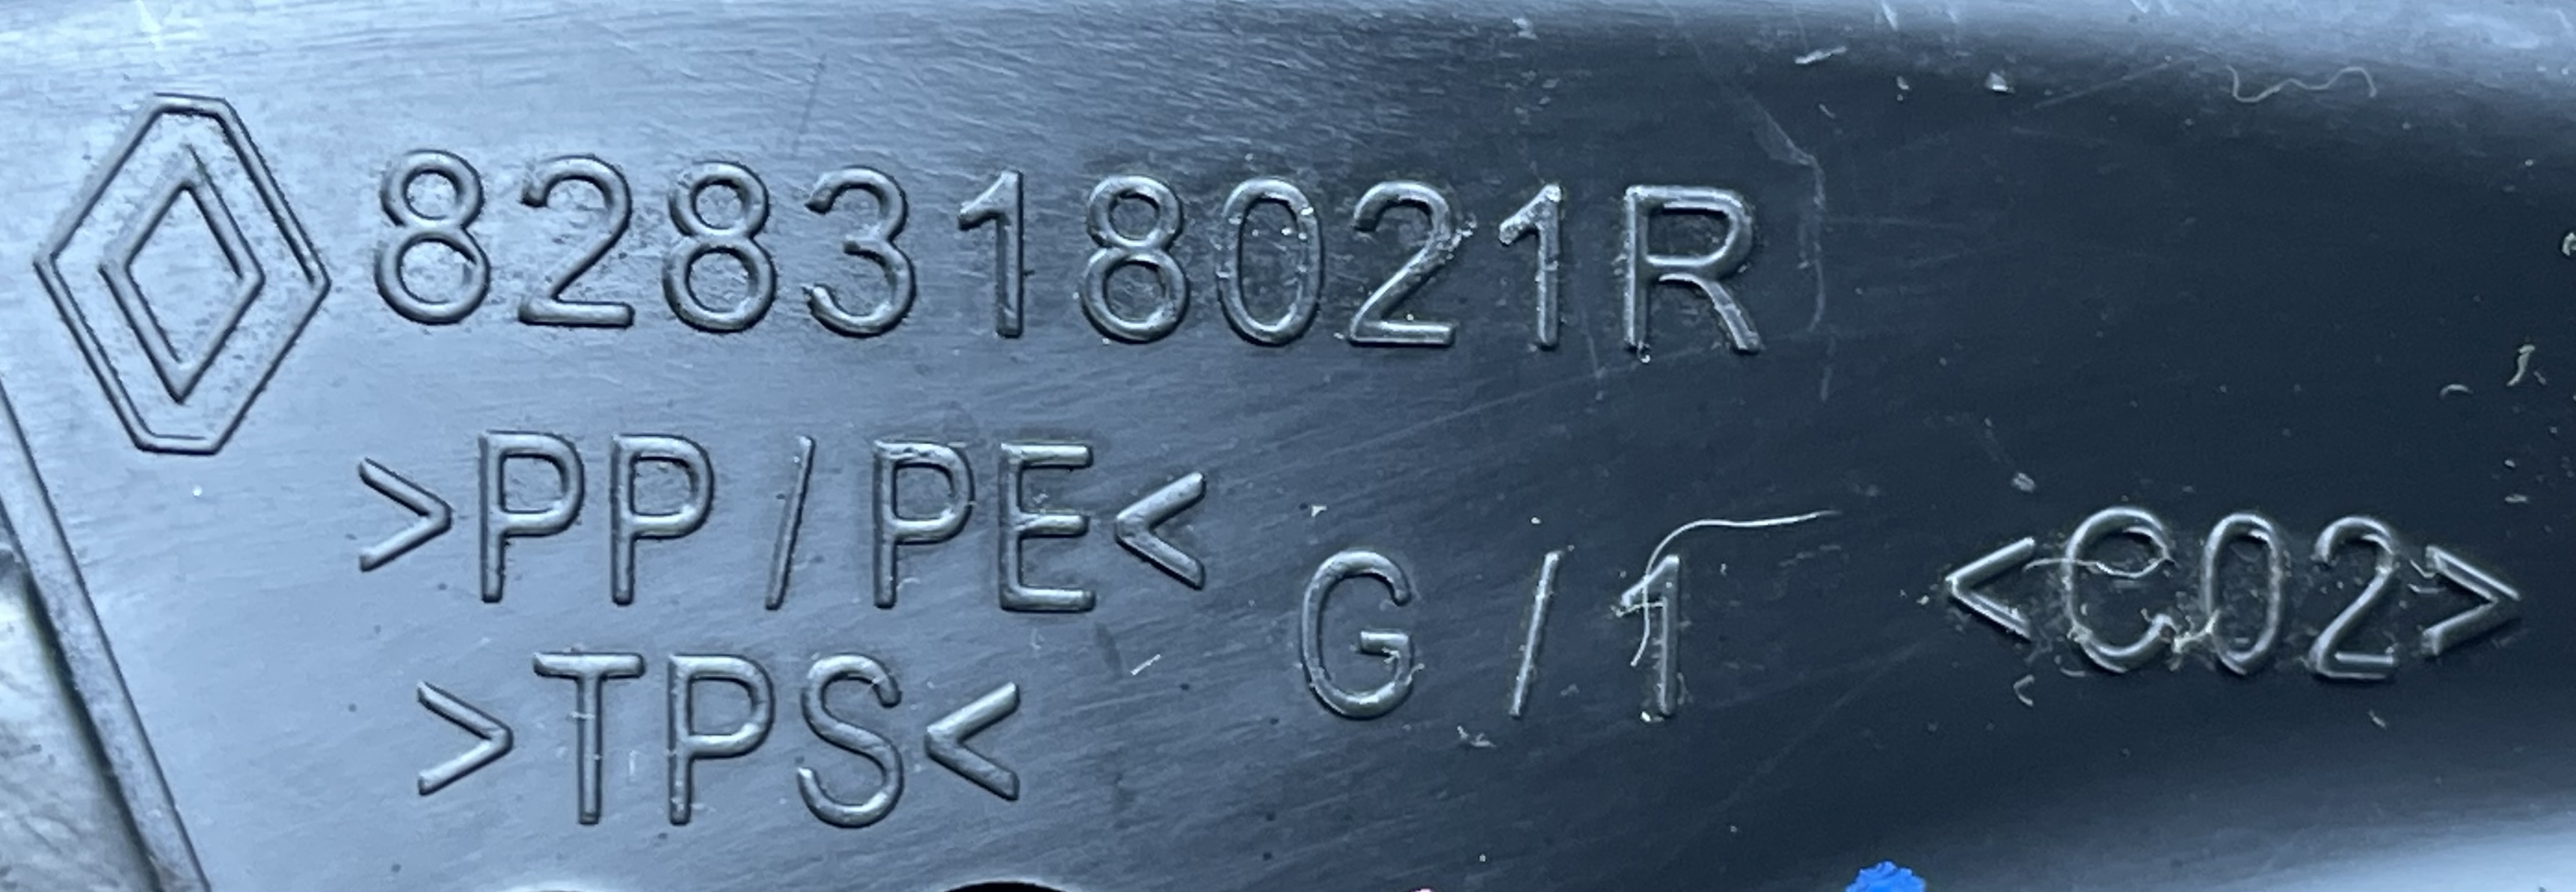 828318021R
>PP/PE<
G/1
<C02>
>TPS<